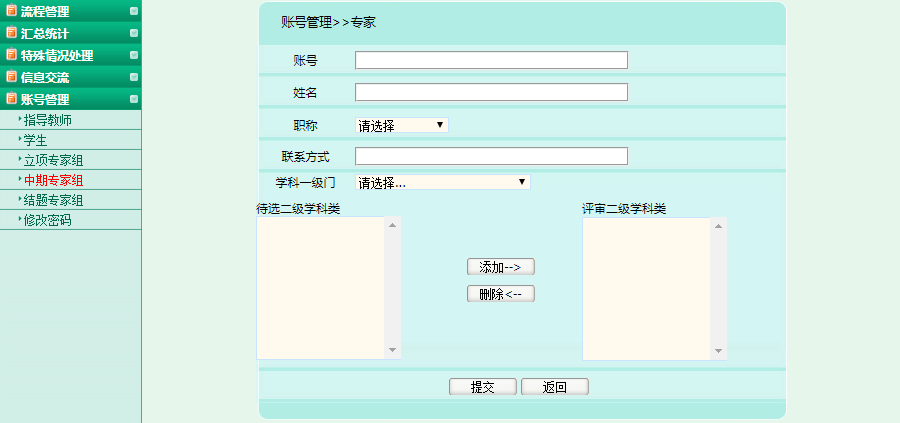 流程管理
汇总统计
特殊情况处理
信息交流
账号管理
指导教师
学生
立项专家组
中期专家组
结题专家组
修改密码
账号管理>>专家
账号
姓名
职称 请选择
联系方式
学科一级门 请选择...
待选二级学科类 评审二级学科类
添加-->
删除<--
提交 返回